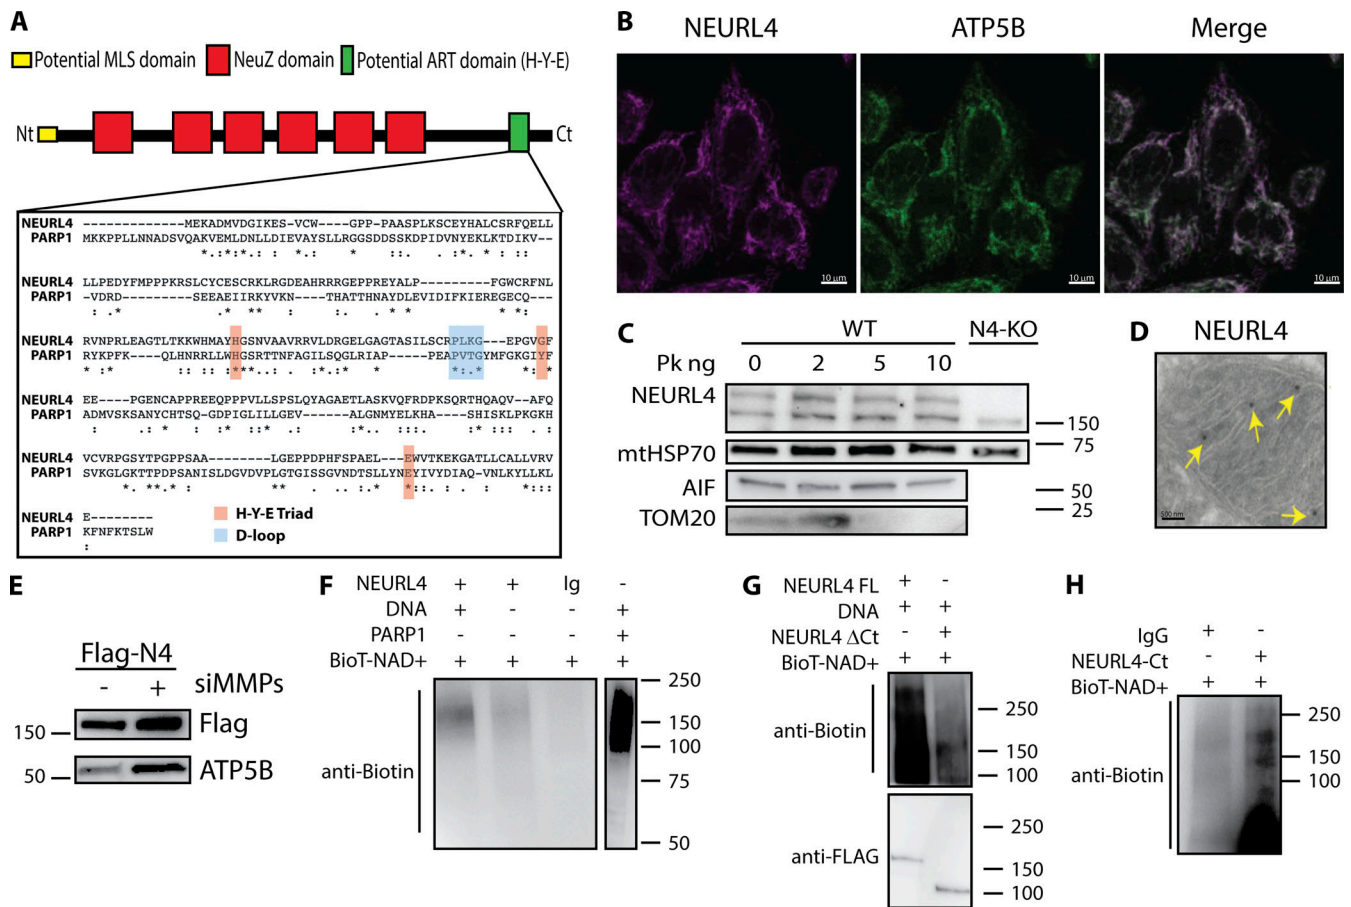 A
Potential MLS domain NeuZ domain Potential ART domain (H-Y-E)
Nt Ct
NEURL4 ------------MEKADMVDGIKES-VCW----GPP-PAASPLKSCEYHALCSRFQELL
PARP1 MKKPPLLNNADSVQAKVEMLDNLLDIEVAYSLLRGGSDDSSKDPIDVNYEKLKTDIKV--
NEURL4 LLPEDYFMPPPKRSLCYCESCRKLRGDEAHRRRGEPPREYALP------FGWCRFNL
PARP1 -VDRD--------SEEAEIIRKYVKN----THATTHNAYDLEVIDIFKIEREGECQ---
NEURL4 RVNPRLEAGTLTKKWHMAYHGSNVAAVRRVLDRGELGAGTASILSCRPLKG---EPGVGF
PARP1 RYKPFK-----QLHNRRLLWHGSRTTNFAGILSQGLRIAPP----PEAPVTGYMFGKGIYF
NEURL4 EE-----PGENCAPPREEQPPPVLLSPSLQYAGAETLASKVQFRDPKSQRTHQAQV--AFQ
PARP1 ADMVSKSANYCHTSQ-GDPIGLILLGEV-----ALGNMYELKHA---SHISKLPKGKH
NEURL4 VCVRPGSYTPGPPSAA-------LGEPPDPHFSPAEL---EWVTKEKGATLLCALLVRV
PARP1 SVKGLGKTTPDPSANISLDGVDVPLGTGISSGVNDTSLLYNEYIVYDIAQ-VNLKYLLKL
NEURL4 E--------
PARP1 KFNFKTSLW
H-Y-E Triad
D-loop
B
NEURL4 ATP5B Merge
10 µm 10 µm 10 µm
C
WT N4-KO
Pk ng 0 2 5 10
NEURL4
150
75
mtHSP70
AIF
50
25
TOM20
D
NEURL4
500 nm
E
Flag-N4
- + siMMPs
150 Flag
50 ATP5B
F
NEURL4 + + Ig -
DNA + - - +
PARP1 - - - +
BioT-NAD+ + + + +
anti-Biotin
250
150
100
75
50
G
NEURL4 FL + -
DNA + +
NEURL4 ΔCt - +
BioT-NAD+ + +
anti-Biotin
250
150
100
anti-FLAG
250
150
100
H
IgG + -
NEURL4-Ct - +
BioT-NAD+ + +
anti-Biotin
250
150
100